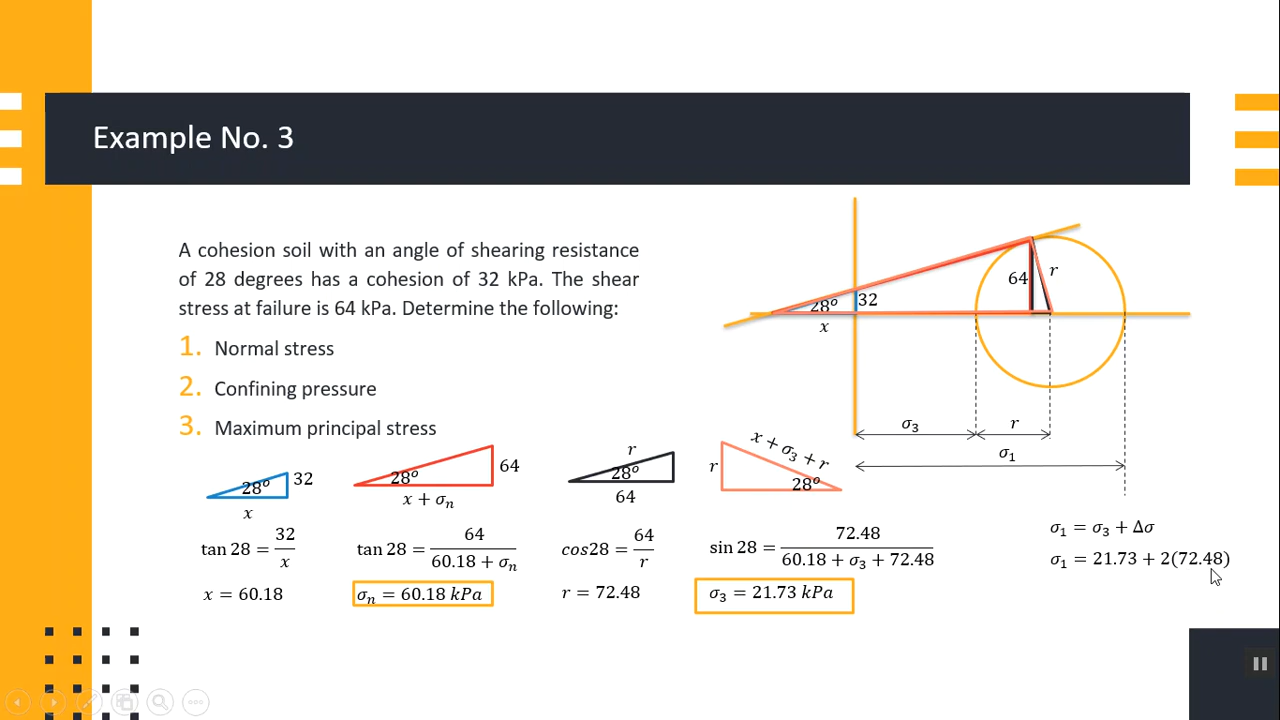 Example No. 3
A cohesion soil with an angle of shearing resistance
of 28 degrees has a cohesion of 32 kPa. The shear
stress at failure is 64 kPa. Determine the following:
1. Normal stress
2. Confining pressure
3. Maximum principal stress
64
r
28°
32
x
σ₃
r
σ₁
28°
32
x
tan 28 = 32/x
x = 60.18
28°
64
x + σₙ
tan 28 = 64/(60.18 + σₙ)
σₙ = 60.18 kPa
r
28°
64
cos28 = 64/r
r = 72.48
x + σ₃ + r
r
28°
sin 28 = 72.48/(60.18 + σ₃ + 72.48)
σ₃ = 21.73 kPa
σ₁ = σ₃ + Δσ
σ₁ = 21.73 + 2(72.48)